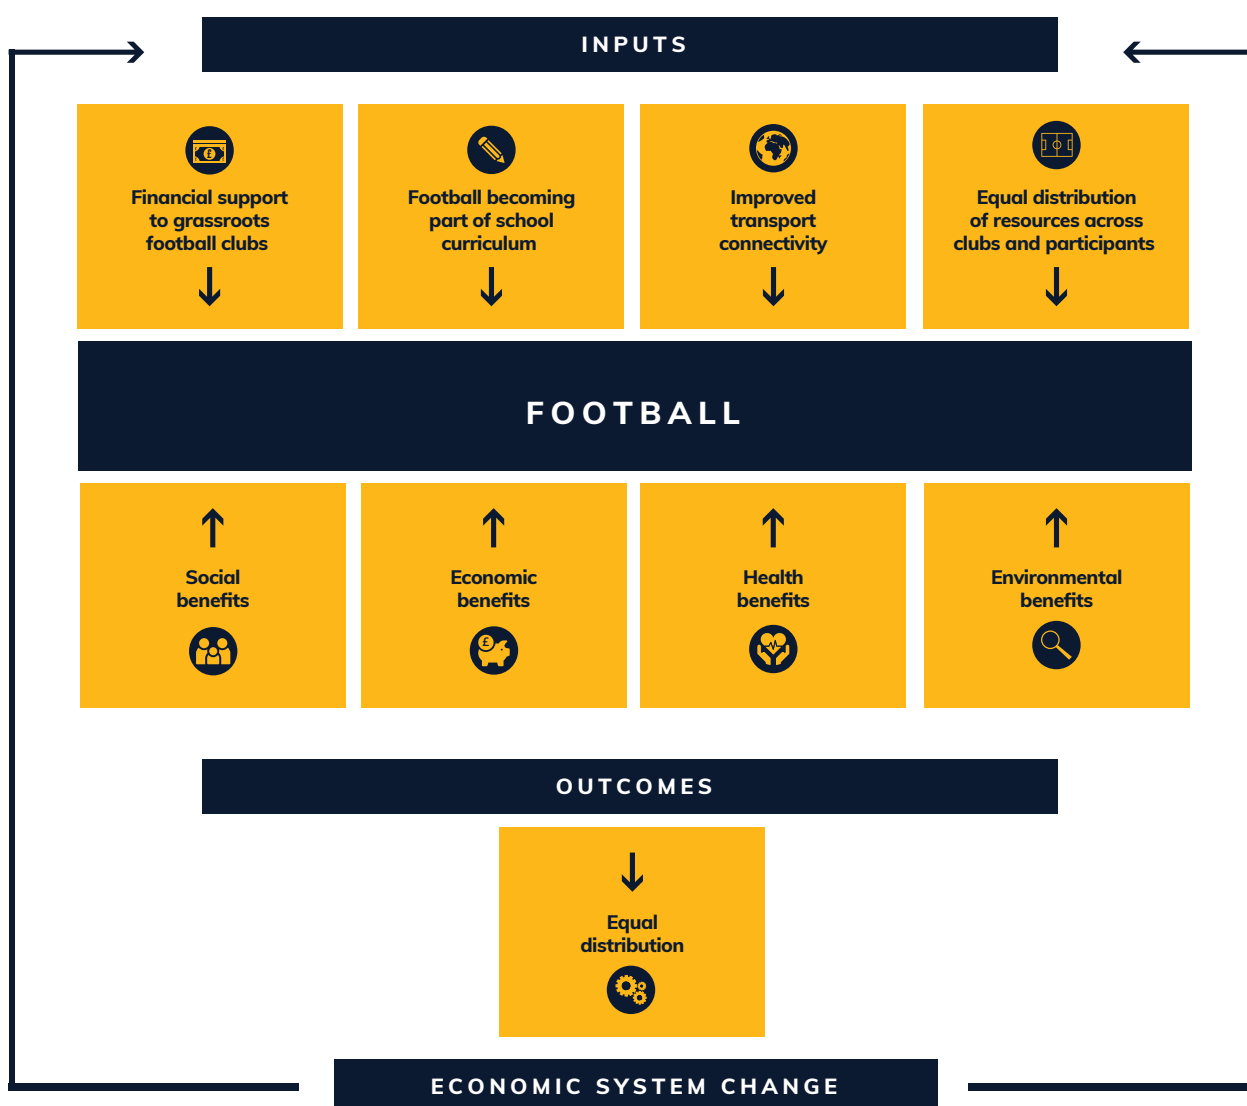 INPUTS
Financial support
to grassroots
football clubs
Football becoming
part of school
curriculum
Improved
transport
connectivity
Equal distribution
of resources across
clubs and participants
FOOTBALL
Social
benefits
Economic
benefits
£
Health
benefits
Environmental
benefits
OUTCOMES
Equal
distribution
ECONOMIC SYSTEM CHANGE